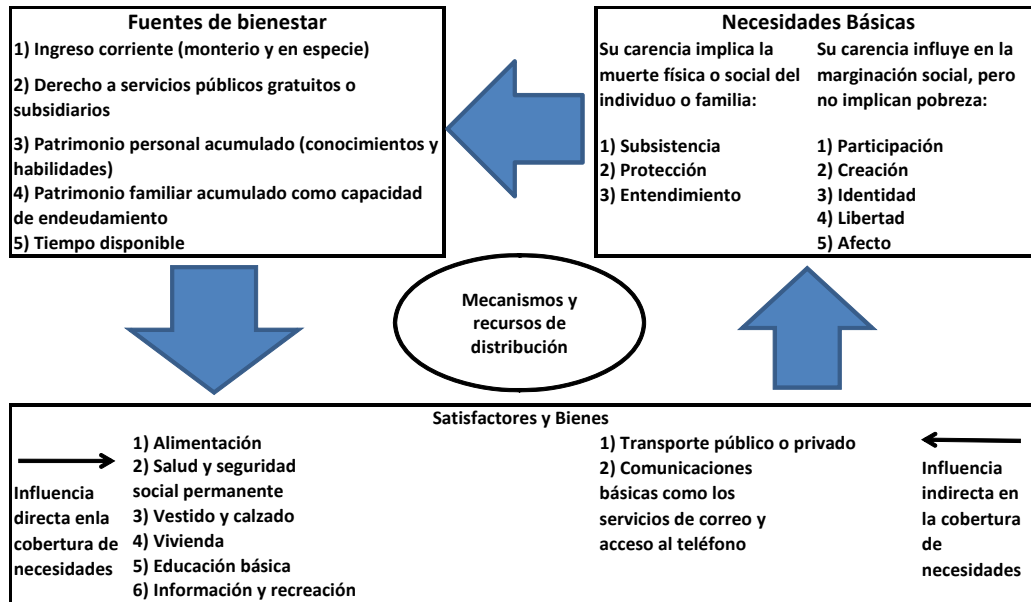 Fuentes de bienestar
1) Ingreso corriente (monterio y en especie)
2) Derecho a servicios públicos gratuitos o
subsidiarios
3) Patrimonio personal acumulado (conocimientos y
habilidades)
4) Patrimonio familiar acumulado como capacidad
de endeudamiento
5) Tiempo disponible
Necesidades Básicas
Su carencia implica la
muerte física o social del
individuo o familia:
1) Subsistencia
2) Protección
3) Entendimiento
Su carencia influye en la
marginación social, pero
no implican pobreza:
1) Participación
2) Creación
3) Identidad
4) Libertad
5) Afecto
Mecanismos y
recursos de
distribución
Satisfactores y Bienes
Influencia
directa enla
cobertura de
necesidades
1) Alimentación
2) Salud y seguridad
social permanente
3) Vestido y calzado
4) Vivienda
5) Educación básica
6) Información y recreación
1) Transporte público o privado
2) Comunicaciones
básicas como los
servicios de correo y
acceso al teléfono
Influencia
indirecta en
la cobertura
de
necesidades